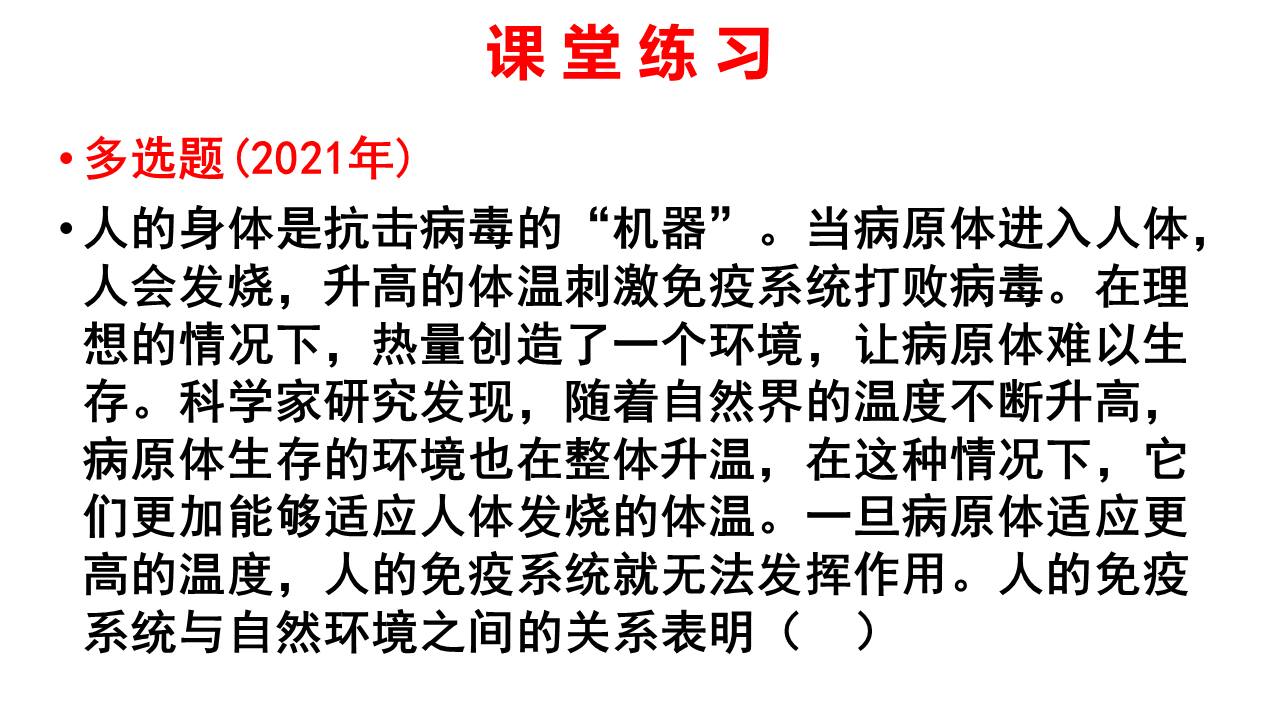 课堂练习
•多选题(2021年)
•人的身体是抗击病毒的“机器”。当病原体进入人体，
人会发烧，升高的体温刺激免疫系统打败病毒。在理
想的情况下，热量创造了一个环境，让病原体难以生
存。科学家研究发现，随着自然界的温度不断升高，
病原体生存的环境也在整体升温，在这种情况下，它
们更加能够适应人体发烧的体温。一旦病原体适应更
高的温度，人的免疫系统就无法发挥作用。人的免疫
系统与自然环境之间的关系表明（　）